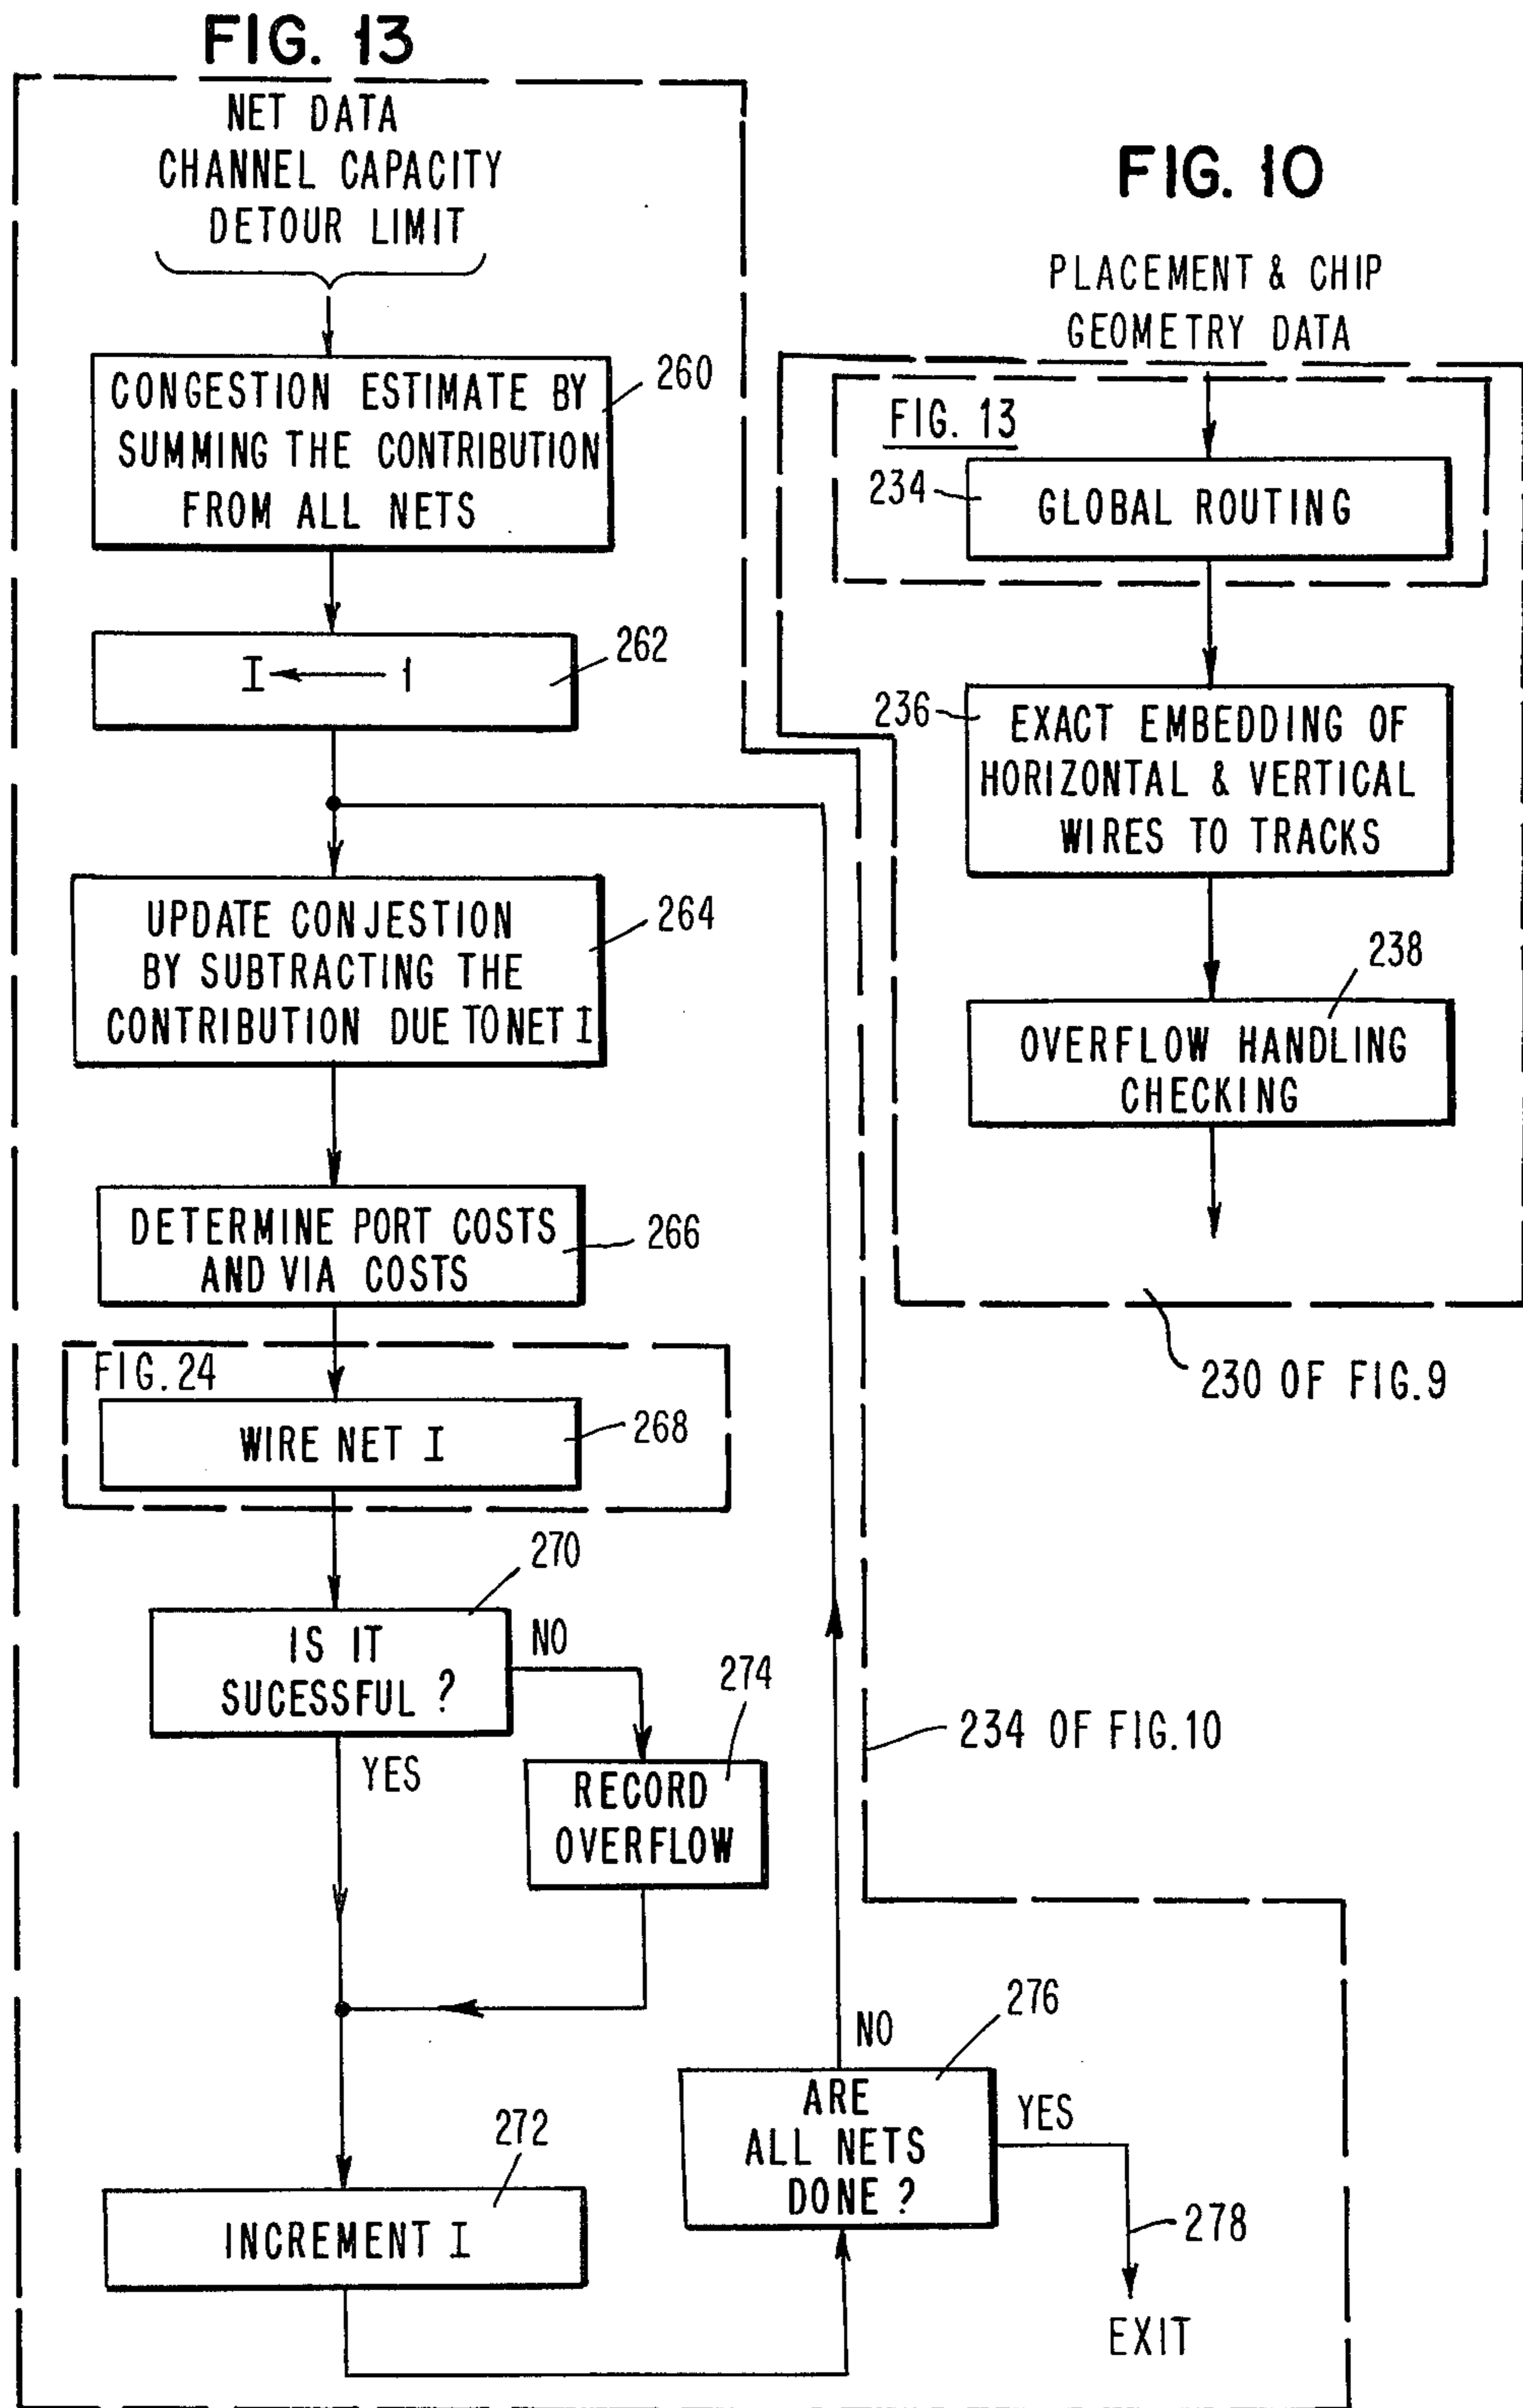 FIG. 13
NET DATA
CHANNEL CAPACITY
DETOUR LIMIT
CONGESTION ESTIMATE BY
SUMMING THE CONTRIBUTION
FROM ALL NETS
260
I ← 1
262
UPDATE CONJESTION
BY SUBTRACTING THE
CONTRIBUTION DUE TO NET I
264
DETERMINE PORT COSTS
AND VIA COSTS
266
FIG. 24
WIRE NET I
268
270
IS IT
SUCESSFUL ?
NO
YES
274
RECORD
OVERFLOW
272
INCREMENT I
276
NO
ARE
ALL NETS
DONE ?
YES
278
EXIT
234 OF FIG. 10
FIG. 10
PLACEMENT & CHIP
GEOMETRY DATA
FIG. 13
234
GLOBAL ROUTING
236
EXACT EMBEDDING OF
HORIZONTAL & VERTICAL
WIRES TO TRACKS
238
OVERFLOW HANDLING
CHECKING
230 OF FIG. 9